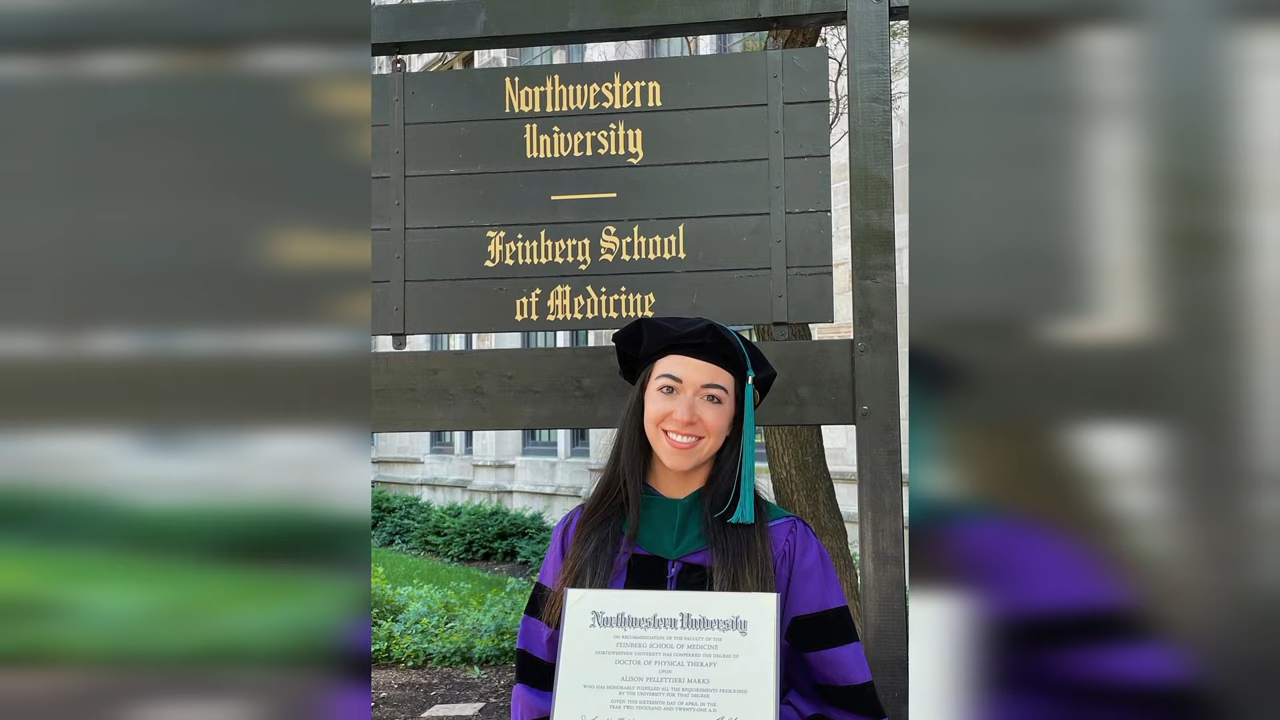 Northwestern
University
Feinberg School
of Medicine
Northwestern University
ON RECOMMENDATION OF THE FACULTY OF THE
FEINBERG SCHOOL OF MEDICINE
NORTHWESTERN UNIVERSITY HAS CONFERRED THE DEGREE OF
DOCTOR OF PHYSICAL THERAPY
UPON
ALISON PELLETTIERI MARKS
WHO HAS HONORABLY FULFILLED ALL THE REQUIREMENTS PRESCRIBED
BY THE UNIVERSITY FOR THAT DEGREE
GIVEN THIS SIXTEENTH DAY OF APRIL IN THE
YEAR TWO THOUSAND AND TWENTY-ONE A.D.